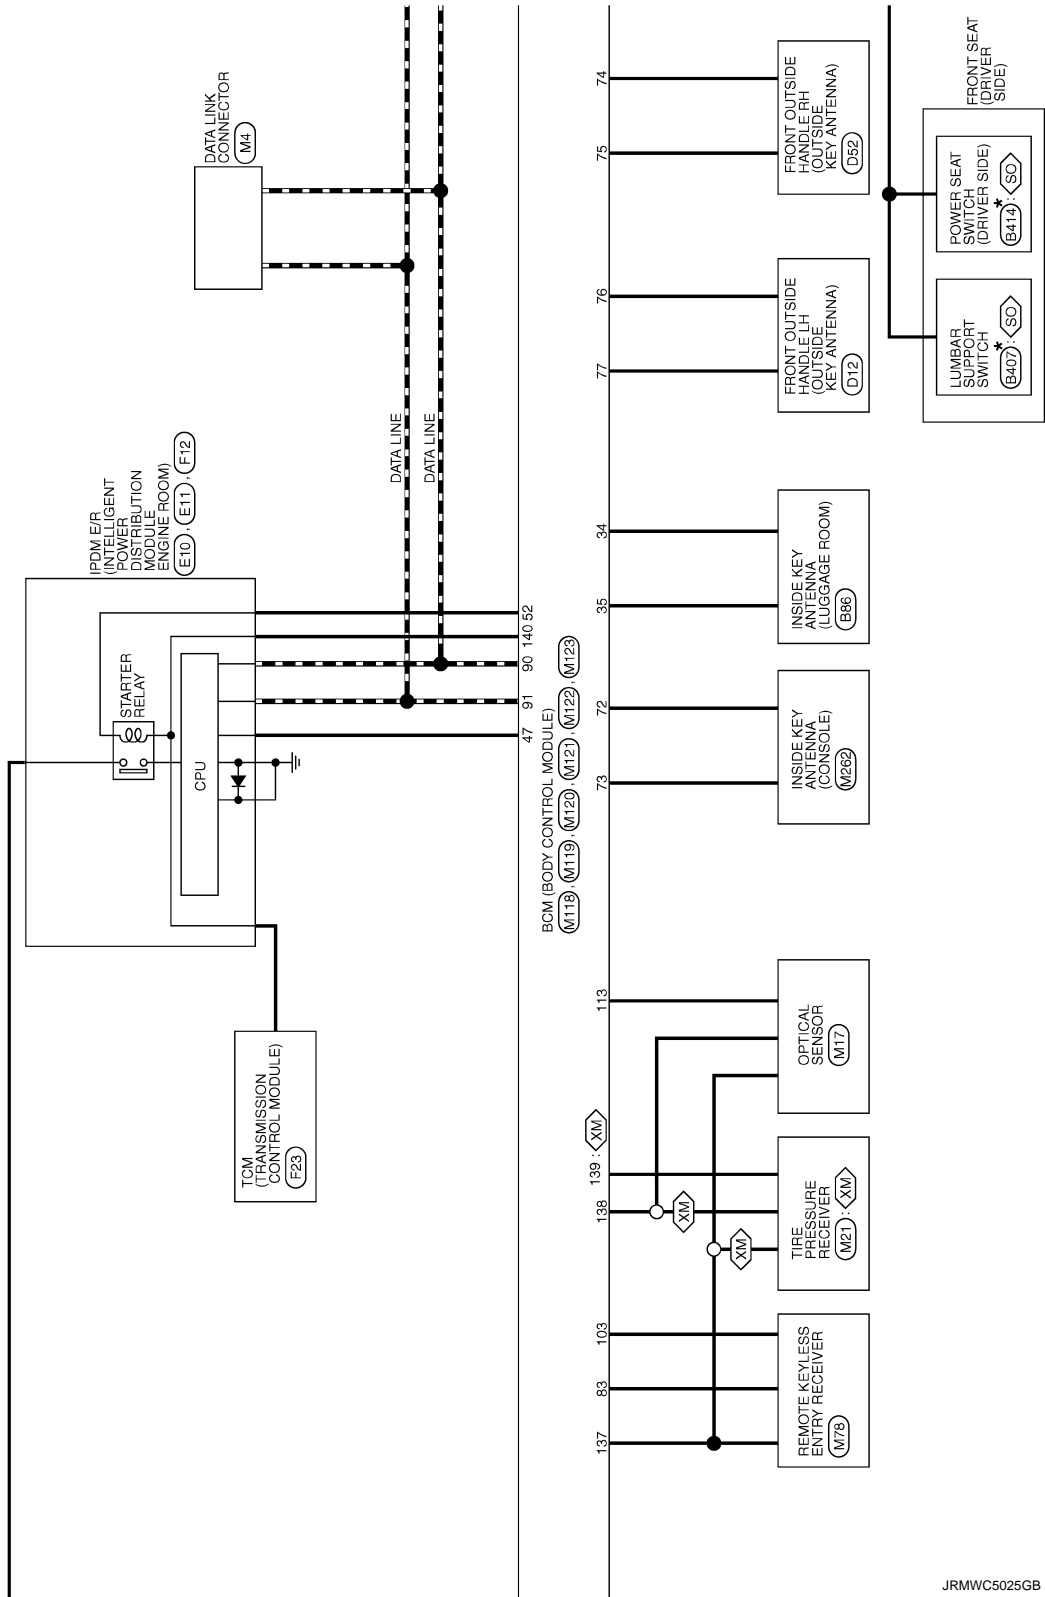 DATA LINK
CONNECTOR
M4
IPDM E/R
(INTELLIGENT
POWER
DISTRIBUTION
MODULE
ENGINE ROOM)
E10 , E11 , F12
STARTER
RELAY
CPU
TCM
(TRANSMISSION
CONTROL MODULE)
F23
DATA LINE
DATA LINE
52
140
90
91
47
BCM (BODY CONTROL MODULE)
M118 , M119 , M120 , M121 , M122 , M123
137
83
103
138
139 : XM
113
73
72
35
34
77
76
75
74
XM
XM
REMOTE KEYLESS
ENTRY RECEIVER
M78
TIRE
PRESSURE
RECEIVER
M21 : XM
OPTICAL
SENSOR
M17
INSIDE KEY
ANTENNA
(CONSOLE)
M262
INSIDE KEY
ANTENNA
(LUGGAGE ROOM)
B86
FRONT OUTSIDE
HANDLE LH
(OUTSIDE
KEY ANTENNA)
D12
FRONT OUTSIDE
HANDLE RH
(OUTSIDE
KEY ANTENNA)
D52
LUMBAR
SUPPORT
SWITCH
B407* : SO
POWER SEAT
SWITCH
(DRIVER SIDE)
B414* : SO
FRONT SEAT
(DRIVER
SIDE)
JRMWC5025GB